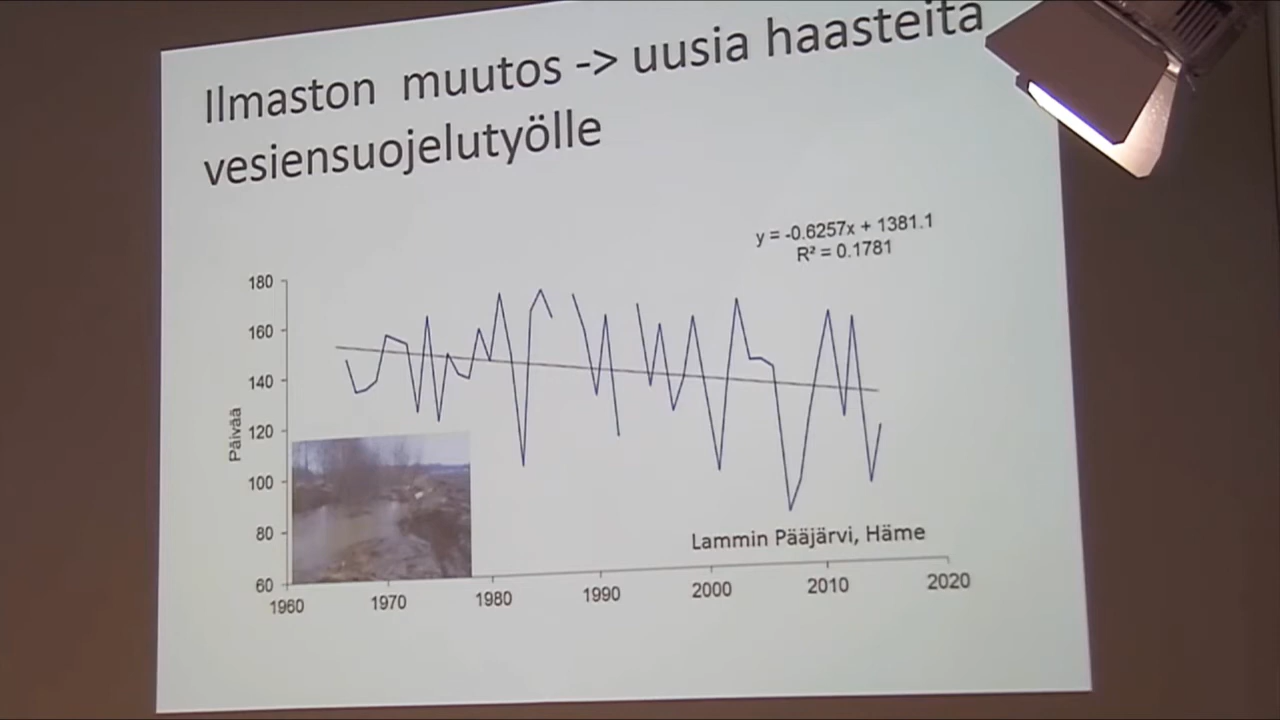 Ilmaston muutos -> uusia haasteita
vesiensuojelutyölle
y = -0.6257x + 1381.1
R² = 0.1781
180
160
140
120
100
80
60
Päivää
Lammin Pääjärvi, Häme
1960 1970 1980 1990 2000 2010 2020